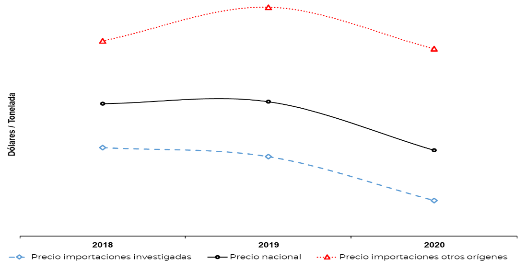 Dólares / Tonelada
2018 2019 2020
Precio importaciones investigadas Precio nacional Precio importaciones otros orígenes